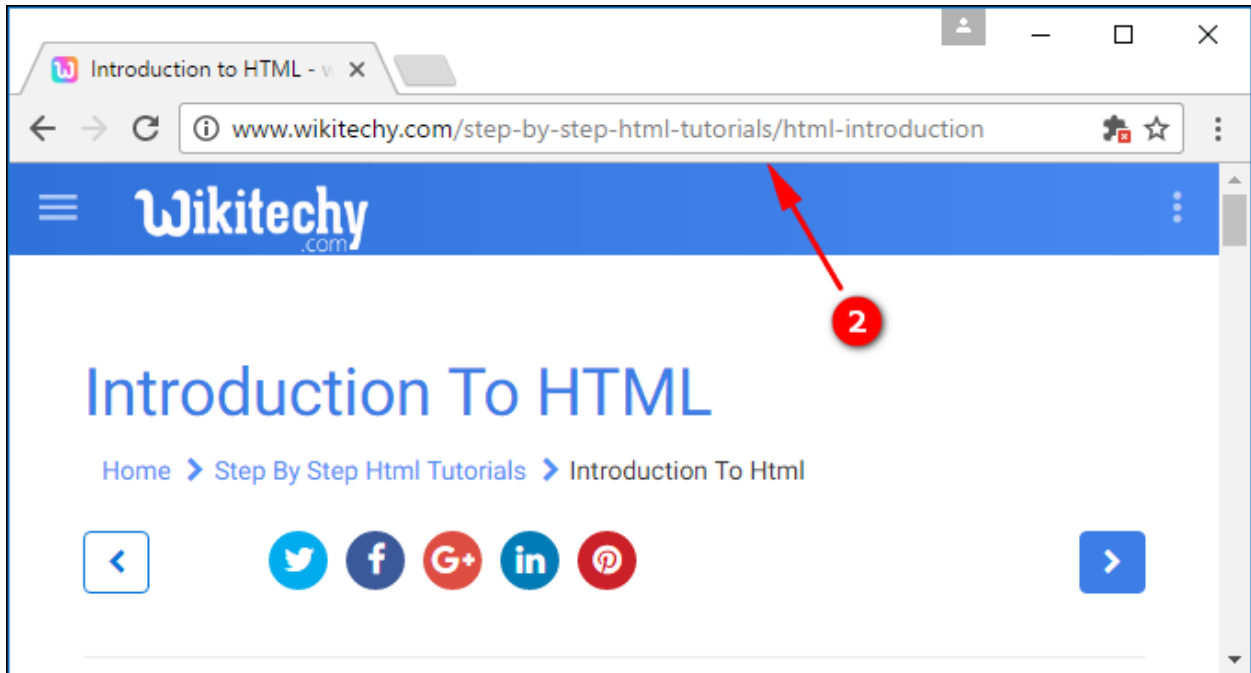 Introduction to HTML - w
www.wikitechy.com/step-by-step-html-tutorials/html-introduction
Wikitechy
.com
2
Introduction To HTML
Home > Step By Step Html Tutorials > Introduction To Html
f G+ in